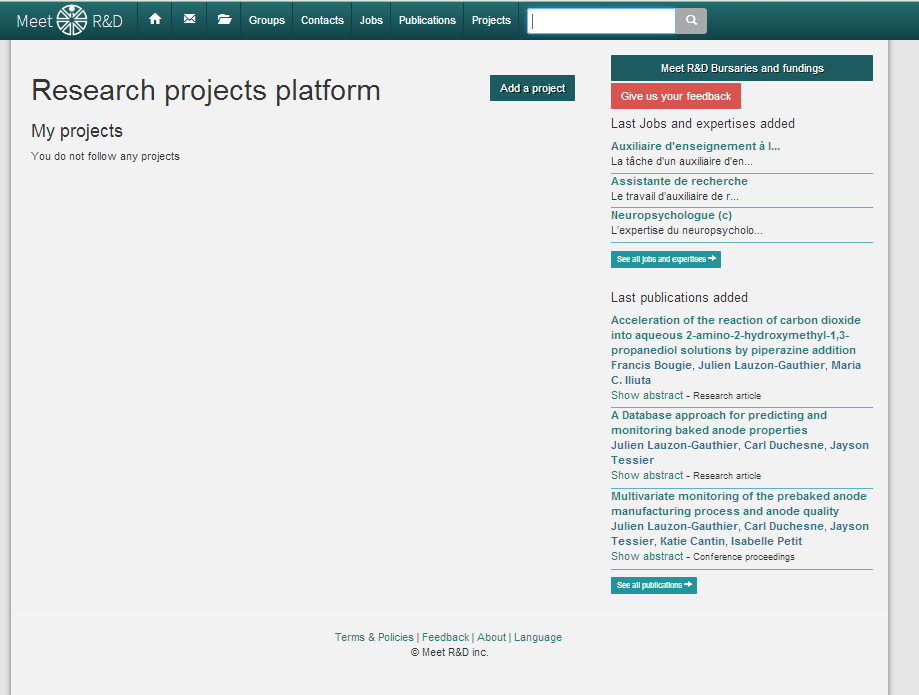 Meet R&D
Groups
Contacts
Jobs
Publications
Projects
Research projects platform
Add a project
My projects
You do not follow any projects
Meet R&D Bursaries and fundings
Give us your feedback
Last Jobs and expertises added
Auxiliaire d'enseignement à l...
La tâche d'un auxiliaire d'en...
Assistante de recherche
Le travail d'auxiliaire de r...
Neuropsychologue (c)
L'expertise du neuropsycholo...
See all jobs and expertises
Last publications added
Acceleration of the reaction of carbon dioxide
into aqueous 2-amino-2-hydroxymethyl-1,3-
propanediol solutions by piperazine addition
Francis Bougie, Julien Lauzon-Gauthier, Maria
C. Iliuta
Show abstract - Research article
A Database approach for predicting and
monitoring baked anode properties
Julien Lauzon-Gauthier, Carl Duchesne, Jayson
Tessier
Show abstract - Research article
Multivariate monitoring of the prebaked anode
manufacturing process and anode quality
Julien Lauzon-Gauthier, Carl Duchesne, Jayson
Tessier, Katie Cantin, Isabelle Petit
Show abstract - Conference proceedings
See all publications
Terms & Policies | Feedback | About | Language
© Meet R&D inc.